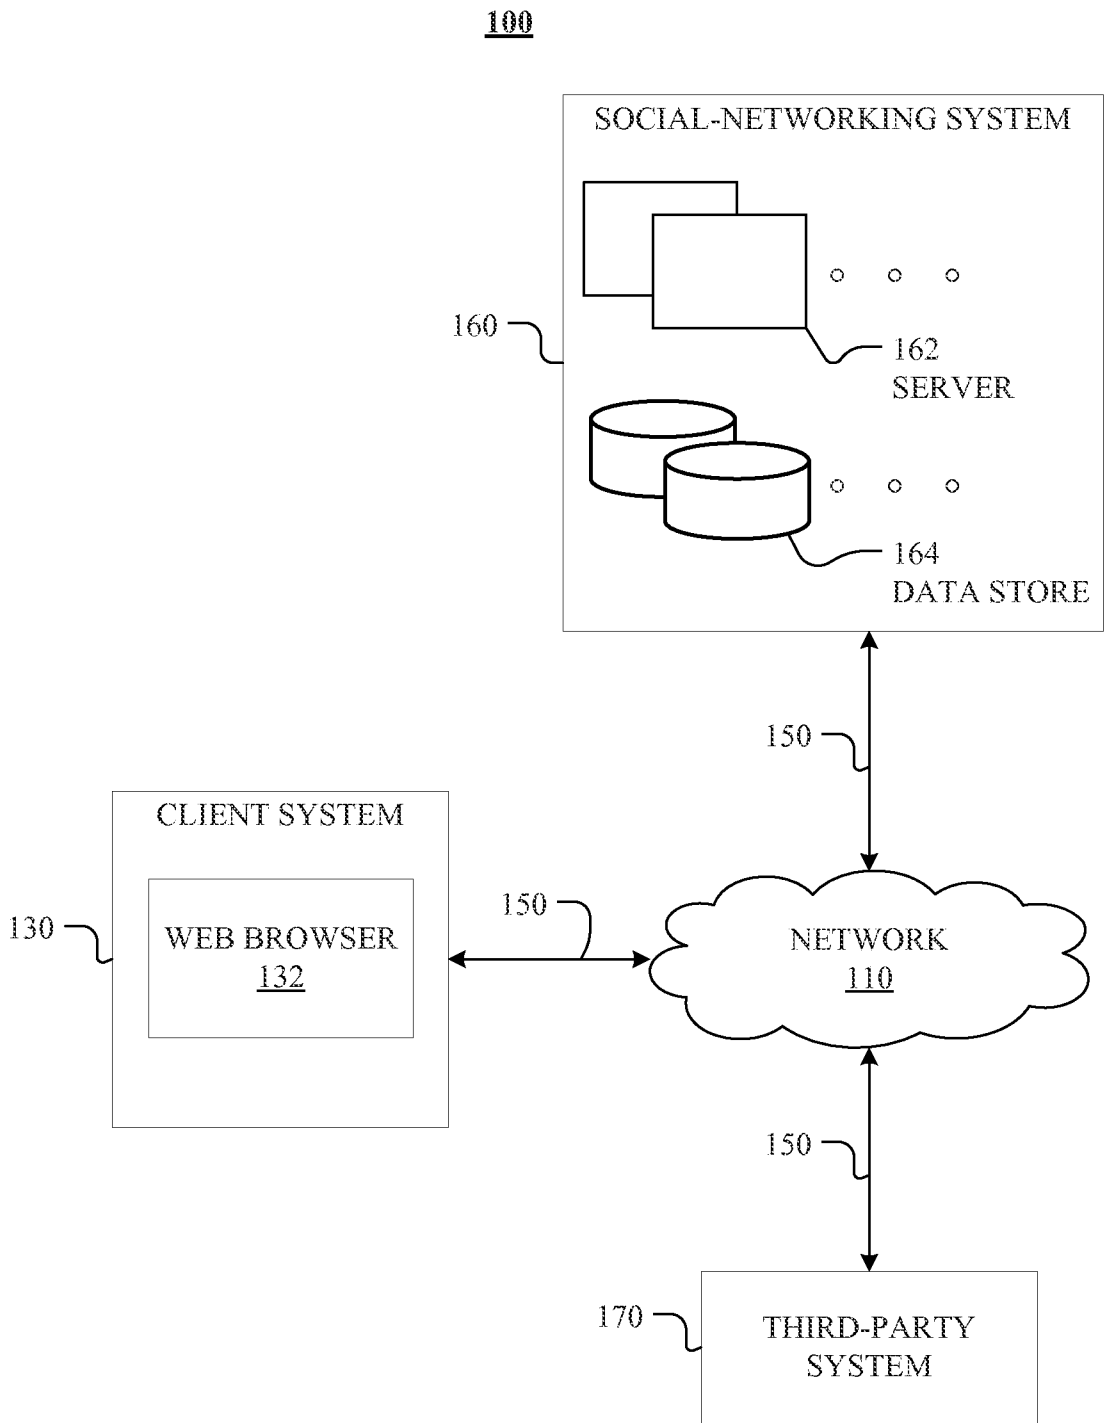 100
SOCIAL-NETWORKING SYSTEM
160
162
SERVER
164
DATA STORE
150
CLIENT SYSTEM
130
WEB BROWSER
132
150
NETWORK
110
150
170
THIRD-PARTY
SYSTEM